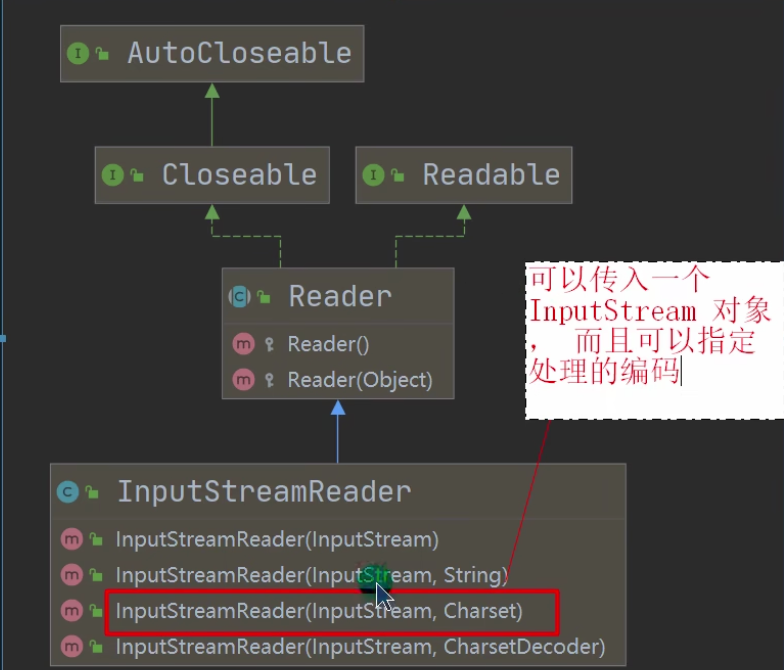 AutoCloseable
Closeable
Readable
Reader
Reader()
Reader(Object)
可以传入一个
InputStream 对象
， 而且可以指定
处理的编码
InputStreamReader
InputStreamReader(InputStream)
InputStreamReader(InputStream, String)
InputStreamReader(InputStream, Charset)
InputStreamReader(InputStream, CharsetDecoder)